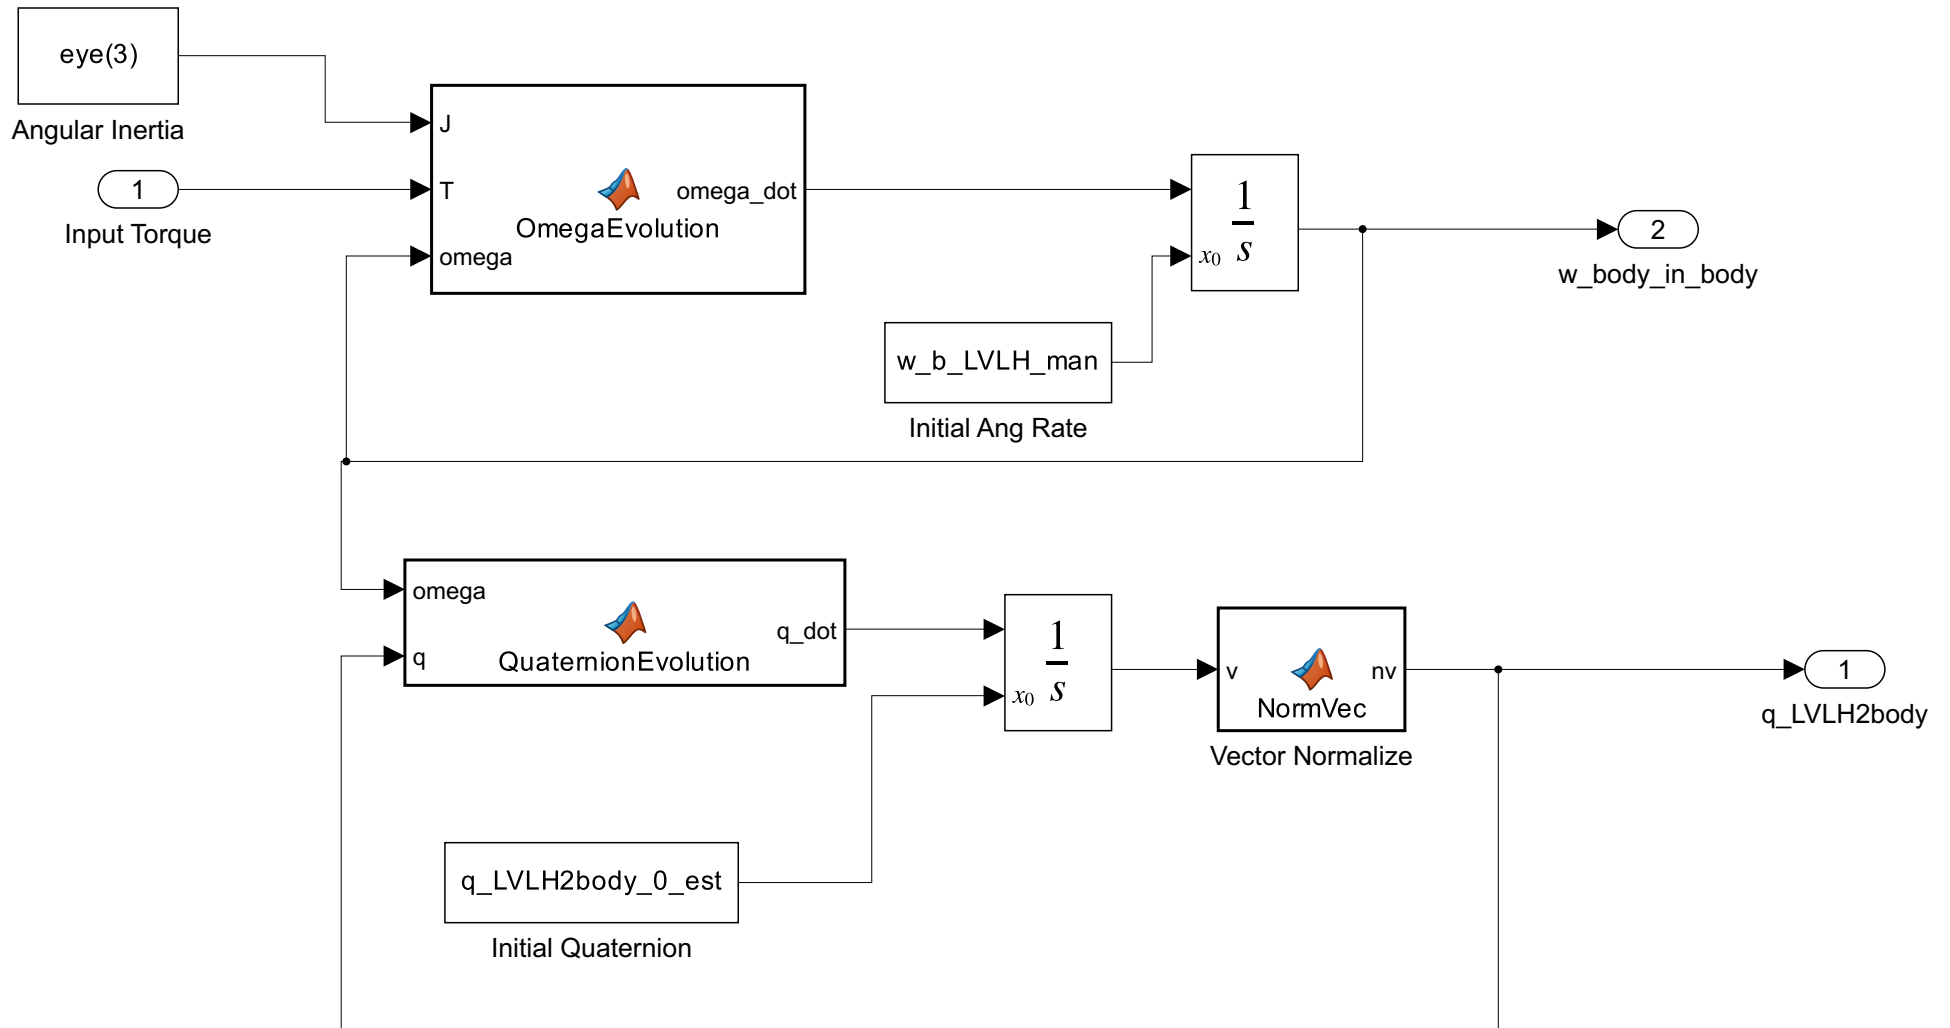 eye(3)
Angular Inertia
J
1
T
omega_dot
Input Torque
OmegaEvolution
omega
1
s
x0
2
w_body_in_body
w_b_LVLH_man
Initial Ang Rate
omega
q_dot
q
QuaternionEvolution
1
s
x0
v
nv
NormVec
Vector Normalize
1
q_LVLH2body
q_LVLH2body_0_est
Initial Quaternion